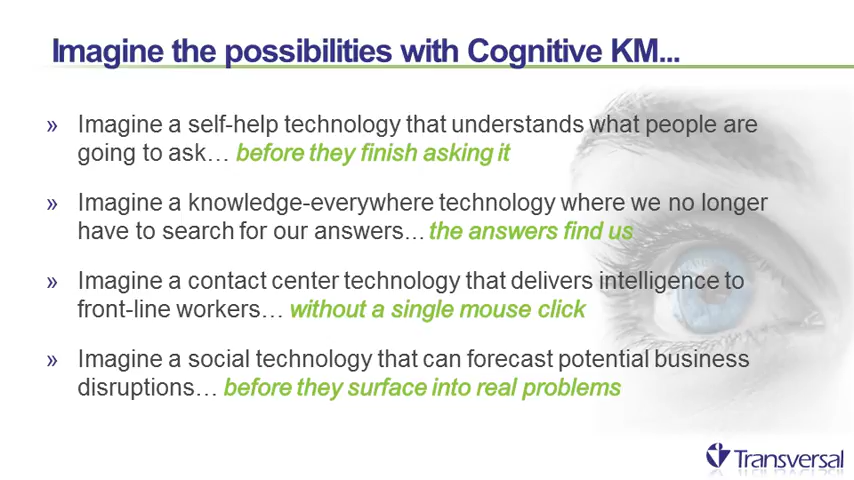 Imagine the possibilities with Cognitive KM...
» Imagine a self-help technology that understands what people are
going to ask… before they finish asking it
» Imagine a knowledge-everywhere technology where we no longer
have to search for our answers... the answers find us
» Imagine a contact center technology that delivers intelligence to
front-line workers… without a single mouse click
» Imagine a social technology that can forecast potential business
disruptions… before they surface into real problems
Transversal